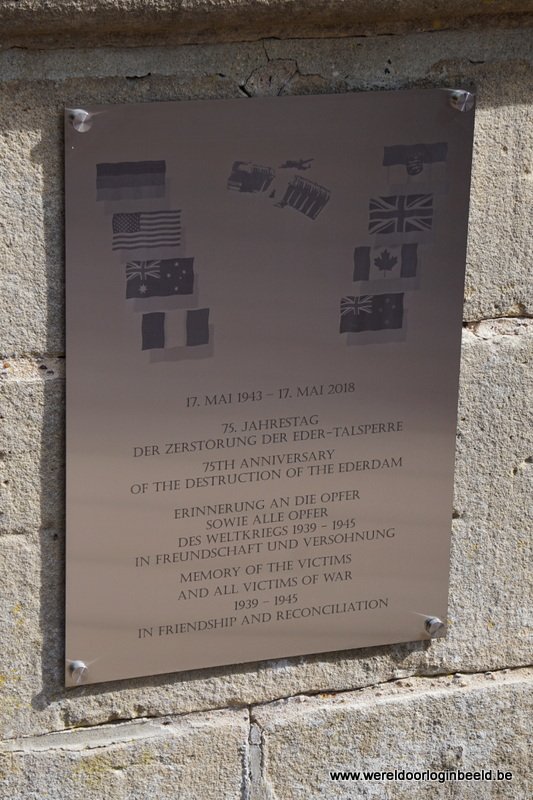 17. MAI 1943 – 17. MAI 2018
75. JAHRESTAG
DER ZERSTÖRUNG DER EDER-TALSPERRE
75TH ANNIVERSARY
OF THE DESTRUCTION OF THE EDERDAM
ERINNERUNG AN DIE OPFER
SOWIE ALLE OPFER
DES WELTKRIEGS 1939 – 1945
IN FREUNDSCHAFT UND VERSÖHNUNG
MEMORY OF THE VICTIMS
AND ALL VICTIMS OF WAR
1939 – 1945
IN FRIENDSHIP AND RECONCILIATION
www.wereldoorloginbeeld.be